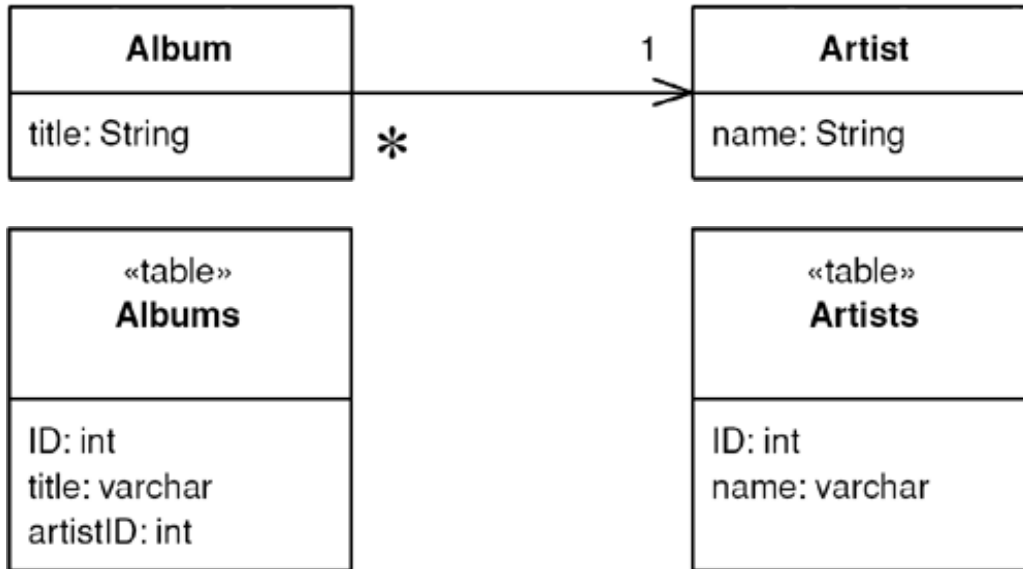 Album
1
Artist
title: String
*
name: String
«table»
Albums
«table»
Artists
ID: int
title: varchar
artistID: int
ID: int
name: varchar